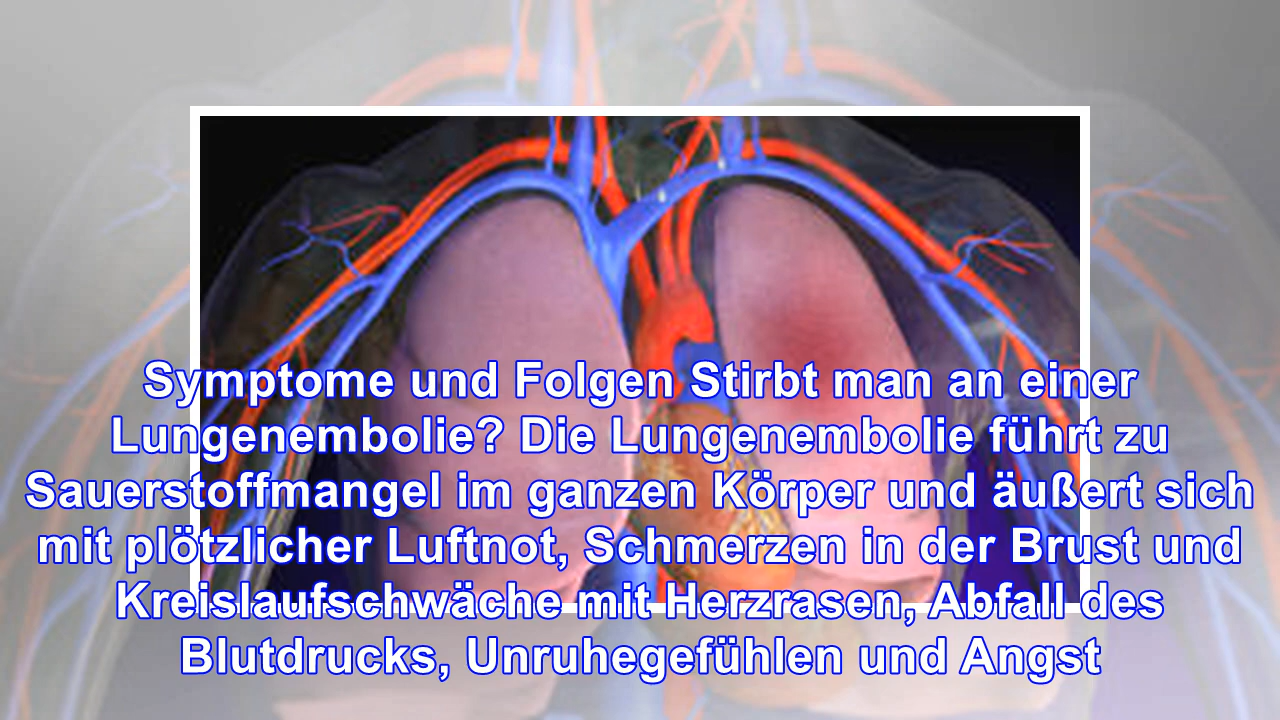 Symptome und Folgen Stirbt man an einer
Lungenembolie? Die Lungenembolie führt zu
Sauerstoffmangel im ganzen Körper und äußert sich
mit plötzlicher Luftnot, Schmerzen in der Brust und
Kreislaufschwäche mit Herzrasen, Abfall des
Blutdrucks, Unruhegefühlen und Angst